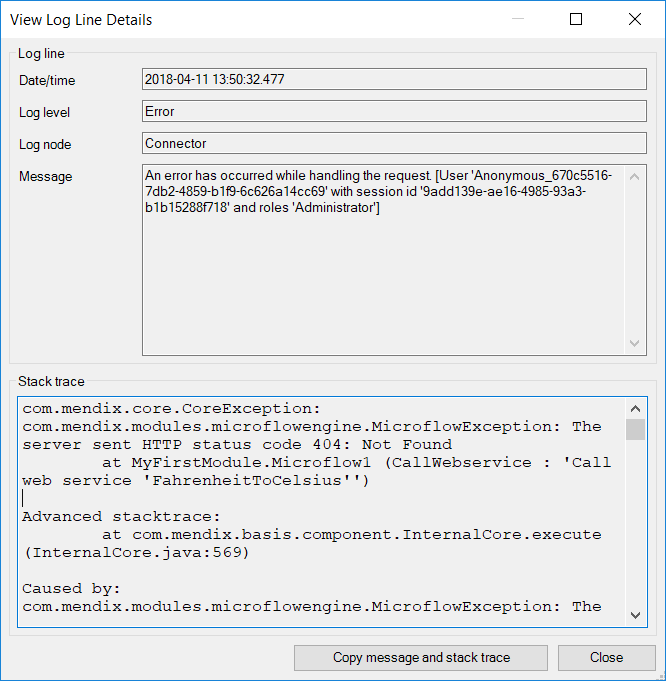 View Log Line Details
Log line
Date/time
2018-04-11 13:50:32.477
Log level
Error
Log node
Connector
Message
An error has occurred while handling the request. [User 'Anonymous_670c5516-
7db2-4859-b1f9-6c626a14cc69' with session id '9add139e-ae16-4985-93a3-
b1b15288f718' and roles 'Administrator']
Stack trace
com.mendix.core.CoreException:
com.mendix.modules.microflowengine.MicroflowException: The
server sent HTTP status code 404: Not Found
at MyFirstModule.Microflow1 (CallWebservice : 'Call
web service 'FahrenheitToCelsius'')
Advanced stacktrace:
at com.mendix.basis.component.InternalCore.execute
(InternalCore.java:569)
Caused by:
com.mendix.modules.microflowengine.MicroflowException: The
Copy message and stack trace
Close